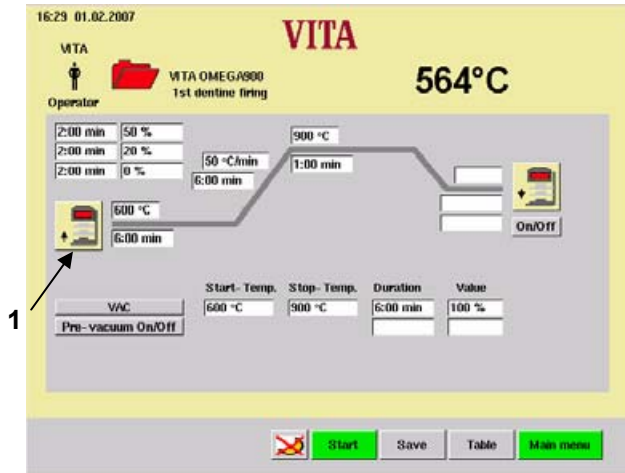 16:29 01.02.2007
VITA
VITA
Operator
VITA OMEGA900
1st dentine firing
564°C
2:00 min 50 %
2:00 min 20 %
2:00 min 0 %
50 °C/min
6:00 min
900 °C
1:00 min
600 °C
6:00 min
On/Off
1
VAC
Pre-vacuum On/Off
Start-Temp. Stop-Temp. Duration Value
600 °C 900 °C 6:00 min 100 %
Start Save Table Main menu